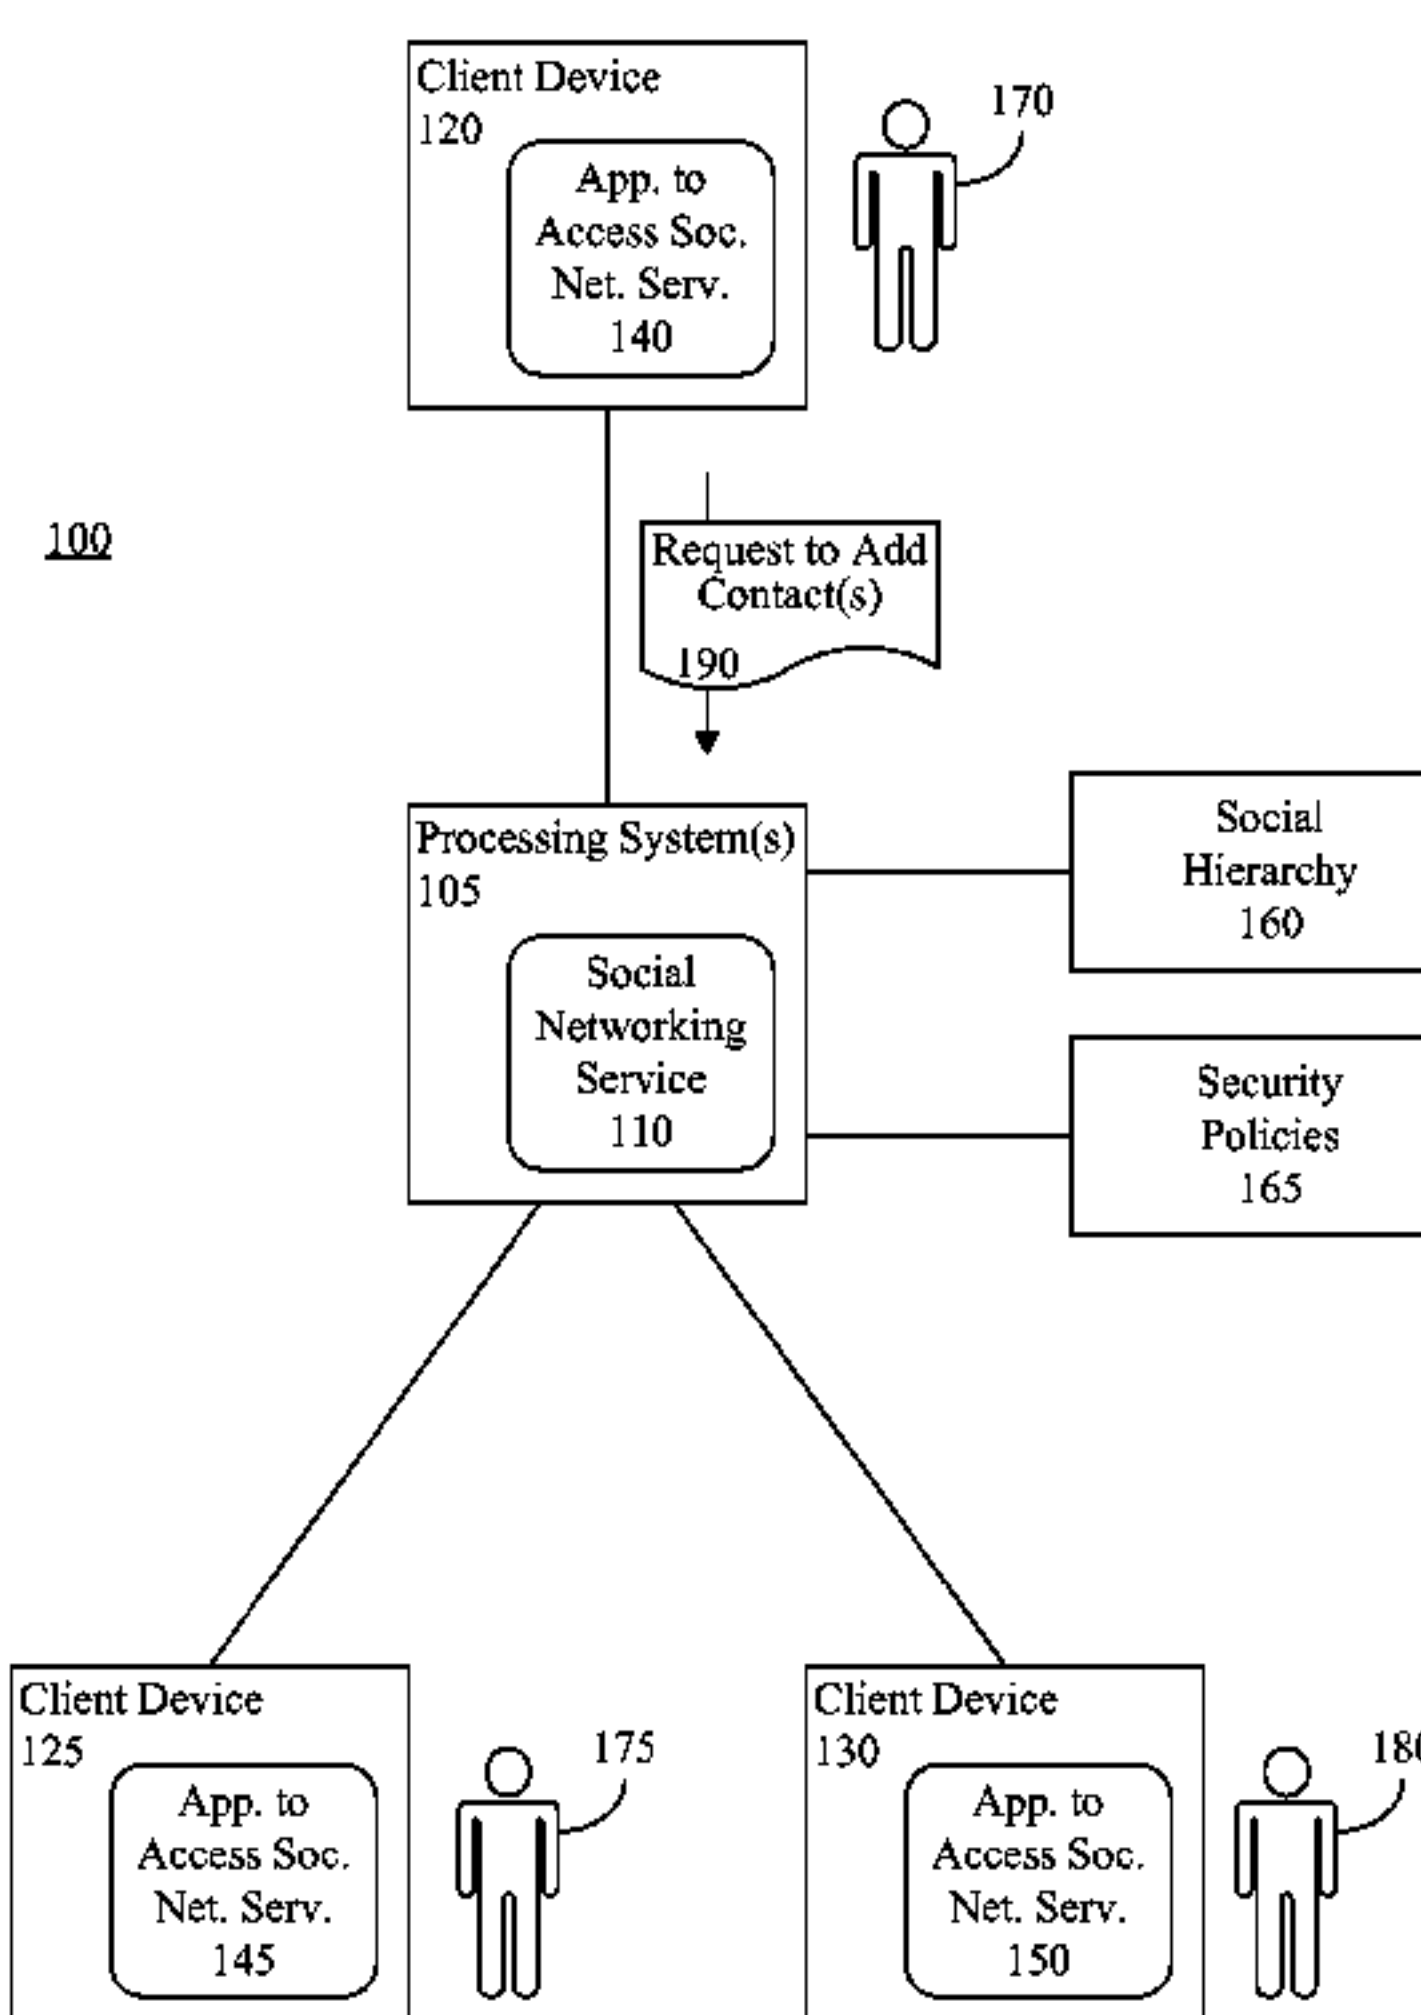 Client Device
120
App. to
Access Soc.
Net. Serv.
140
170
100
Request to Add
Contact(s)
190
Processing System(s)
105
Social
Networking
Service
110
Social
Hierarchy
160
Security
Policies
165
Client Device
125
App. to
Access Soc.
Net. Serv.
145
175
Client Device
130
App. to
Access Soc.
Net. Serv.
150
180